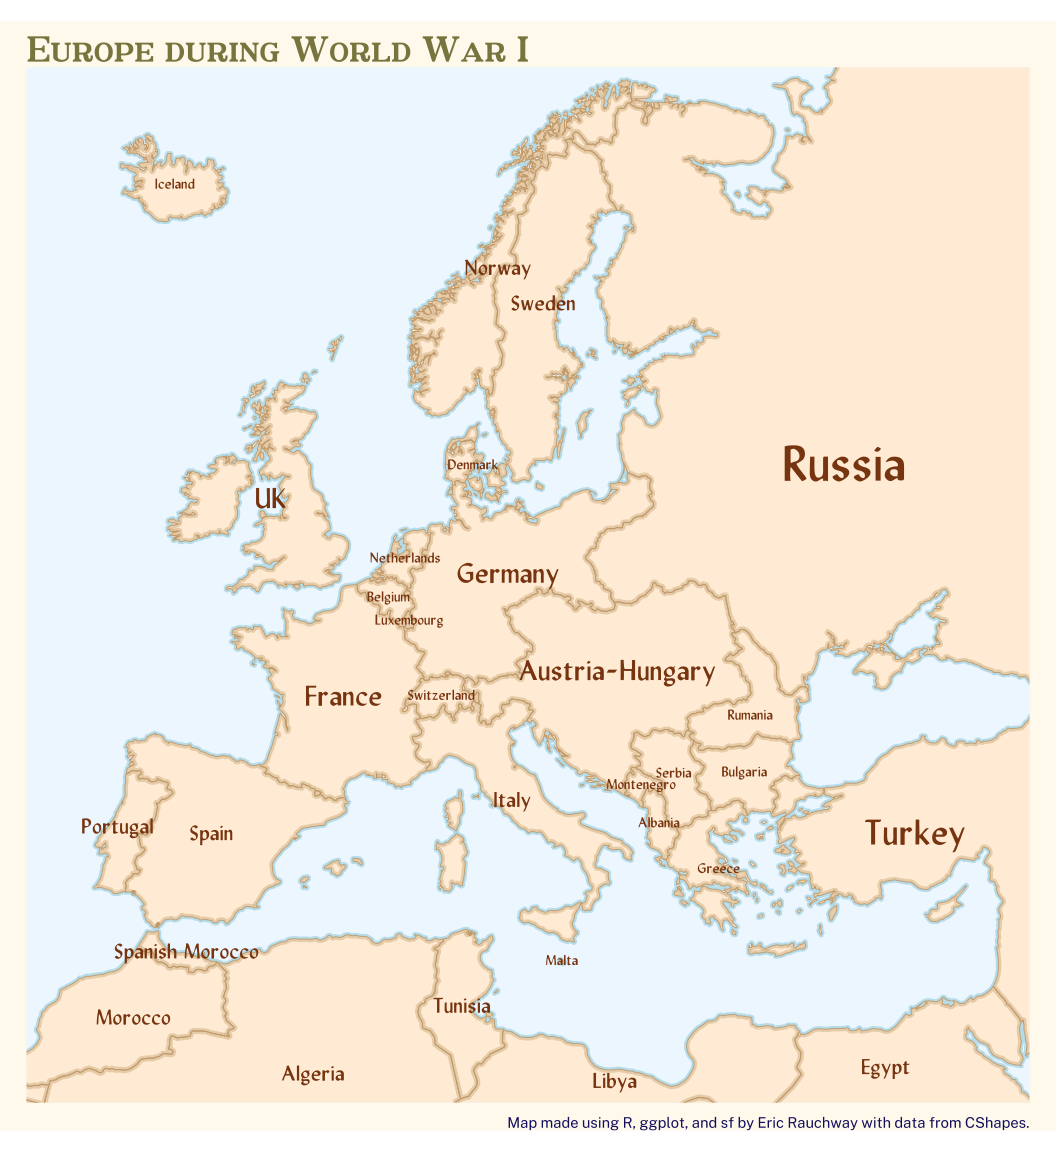 Europe during World War I
Iceland
Norway
Sweden
Russia
Denmark
UK
Netherlands
Germany
Belgium
Luxembourg
Austria-Hungary
France
Switzerland
Rumania
Serbia
Bulgaria
Montenegro
Italy
Albania
Portugal
Spain
Turkey
Greece
Spanish Morocco
Malta
Tunisia
Morocco
Algeria
Libya
Egypt
Map made using R, ggplot, and sf by Eric Rauchway with data from CShapes.